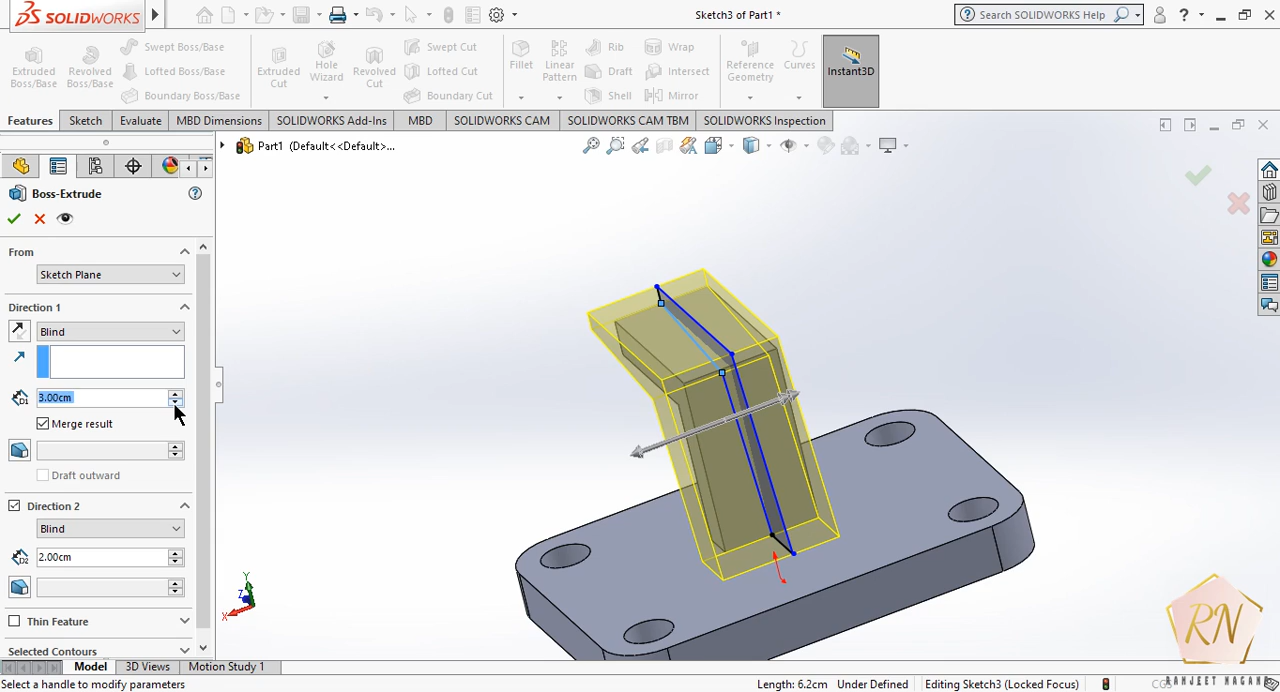 SOLIDWORKS
Sketch3 of Part1 *
Search SOLIDWORKS Help
?
Extruded Boss/Base
Revolved Boss/Base
Swept Boss/Base
Lofted Boss/Base
Boundary Boss/Base
Extruded Cut
Hole Wizard
Revolved Cut
Swept Cut
Lofted Cut
Boundary Cut
Fillet
Linear Pattern
Rib
Draft
Shell
Wrap
Intersect
Mirror
Reference Geometry
Curves
Instant3D
Features
Sketch
Evaluate
MBD Dimensions
SOLIDWORKS Add-Ins
MBD
SOLIDWORKS CAM
SOLIDWORKS CAM TBM
SOLIDWORKS Inspection
Part1 (Default<<Default>...
Boss-Extrude
?
From
Sketch Plane
Direction 1
Blind
D1
3.00cm
Merge result
Draft outward
Direction 2
Blind
D2
2.00cm
Thin Feature
Selected Contours
Y
Z
X
RN
RANJEET NAGAR
Model
3D Views
Motion Study 1
Select a handle to modify parameters
Length: 6.2cm
Under Defined
Editing Sketch3 (Locked Focus)